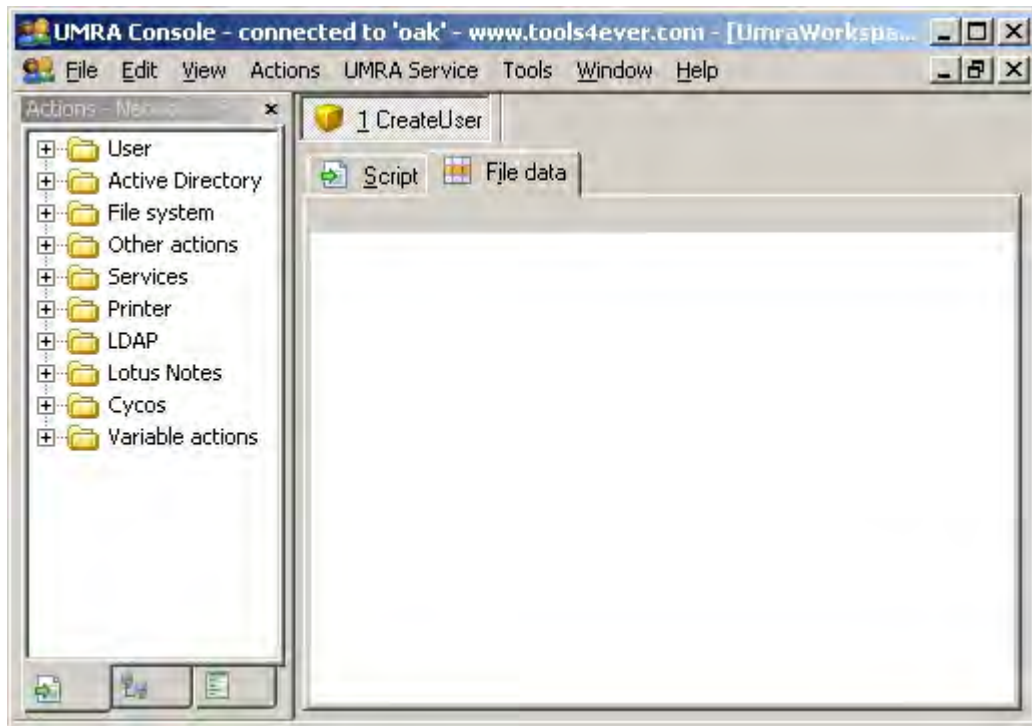 UMRA Console - connected to 'oak' - www.tools4ever.com - [UmraWorkspa...
File Edit View Actions UMRA Service Tools Window Help
Actions -
1 CreateUser
Script File data
User
Active Directory
File system
Other actions
Services
Printer
LDAP
Lotus Notes
Cycos
Variable actions